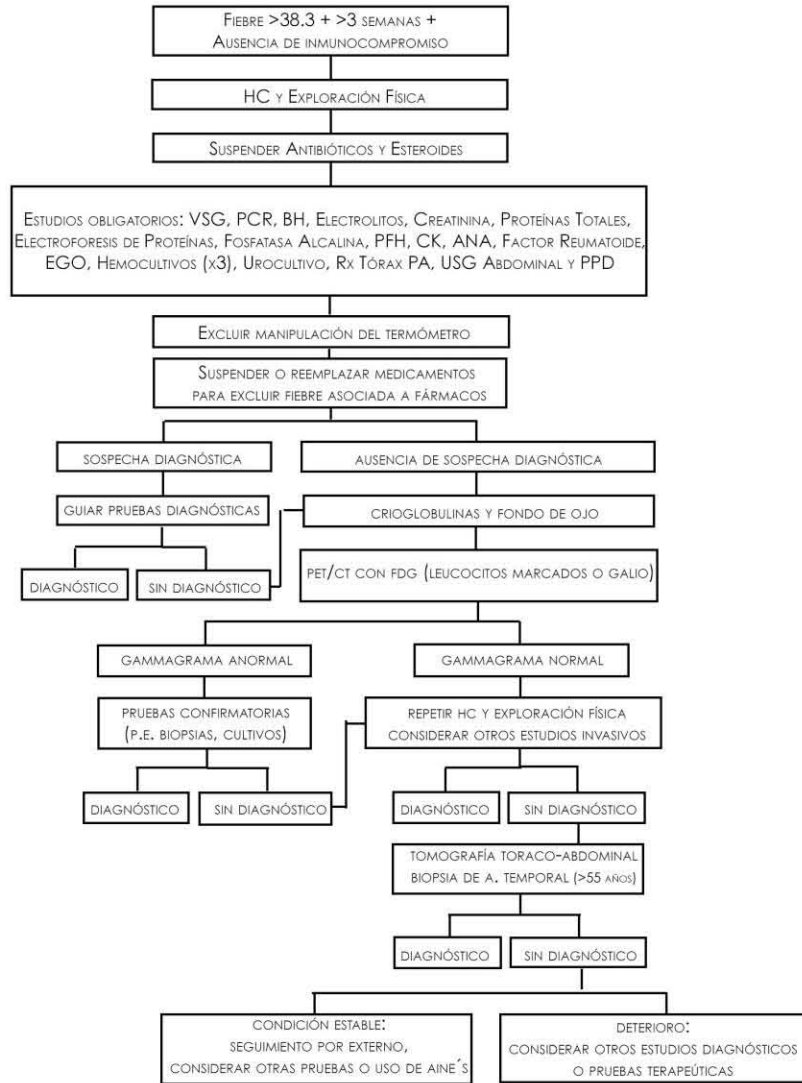 Fiebre >38.3 + >3 semanas +
Ausencia de inmunocompromiso
HC y Exploración Física
Suspender Antibióticos y Esteroides
Estudios obligatorios: VSG, PCR, BH, Electrolitos, Creatinina, Proteínas Totales,
Electroforesis de Proteínas, Fosfatasa Alcalina, PFH, CK, ANA, Factor Reumatoide,
EGO, Hemocultivos (x3), Urocultivo, Rx Tórax PA, USG Abdominal y PPD
Excluir manipulación del termómetro
Suspender o reemplazar medicamentos
para excluir fiebre asociada a fármacos
sospecha diagnóstica
ausencia de sospecha diagnóstica
guiar pruebas diagnósticas
crioglobulinas y fondo de ojo
diagnóstico
sin diagnóstico
PET/CT con FDG (leucocitos marcados o galio)
gammagrama anormal
gammagrama normal
pruebas confirmatorias
(p.e. biopsias, cultivos)
repetir HC y exploración física
considerar otros estudios invasivos
diagnóstico
sin diagnóstico
diagnóstico
sin diagnóstico
tomografía toraco-abdominal
biopsia de a. temporal (>55 años)
diagnóstico
sin diagnóstico
condición estable:
seguimiento por externo,
considerar otras pruebas o uso de aine´s
deterioro:
considerar otros estudios diagnósticos
o pruebas terapeúticas